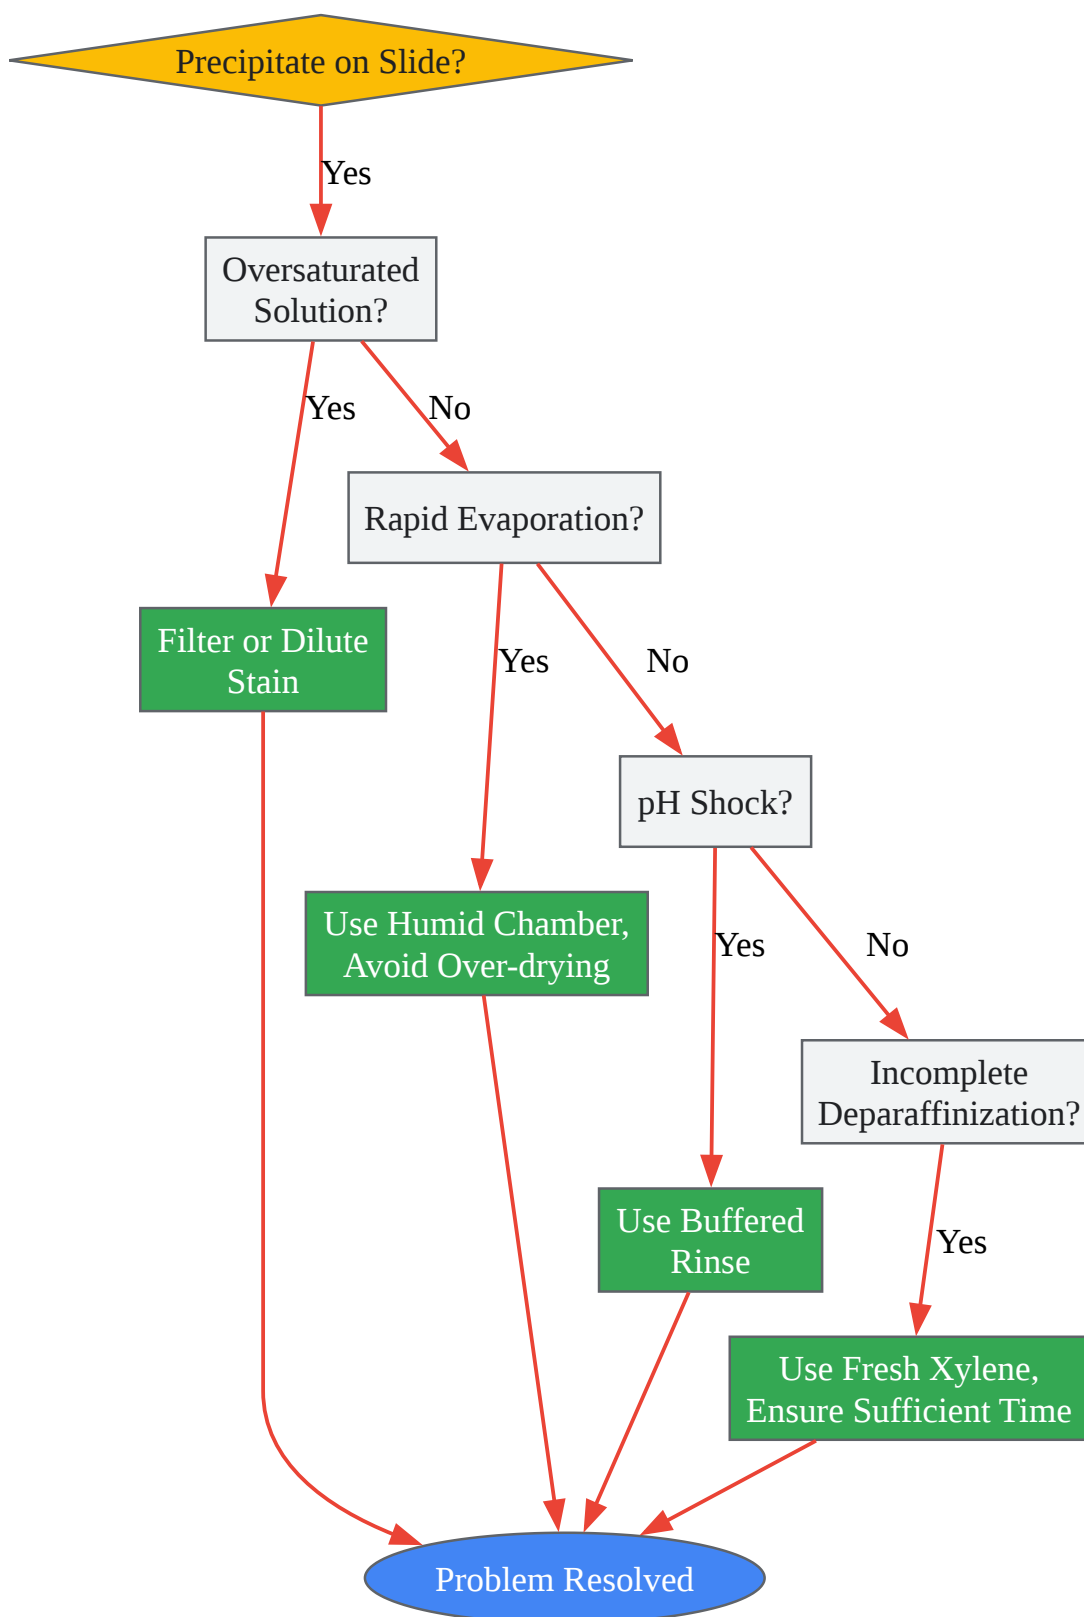 Precipitate on Slide?
Yes
Oversaturated
Solution?
Yes
No
Rapid Evaporation?
Filter or Dilute
Stain
Yes
No
pH Shock?
Use Humid Chamber,
Avoid Over-drying
Yes
No
Incomplete
Deparaffinization?
Use Buffered
Rinse
Yes
Use Fresh Xylene,
Ensure Sufficient Time
Problem Resolved